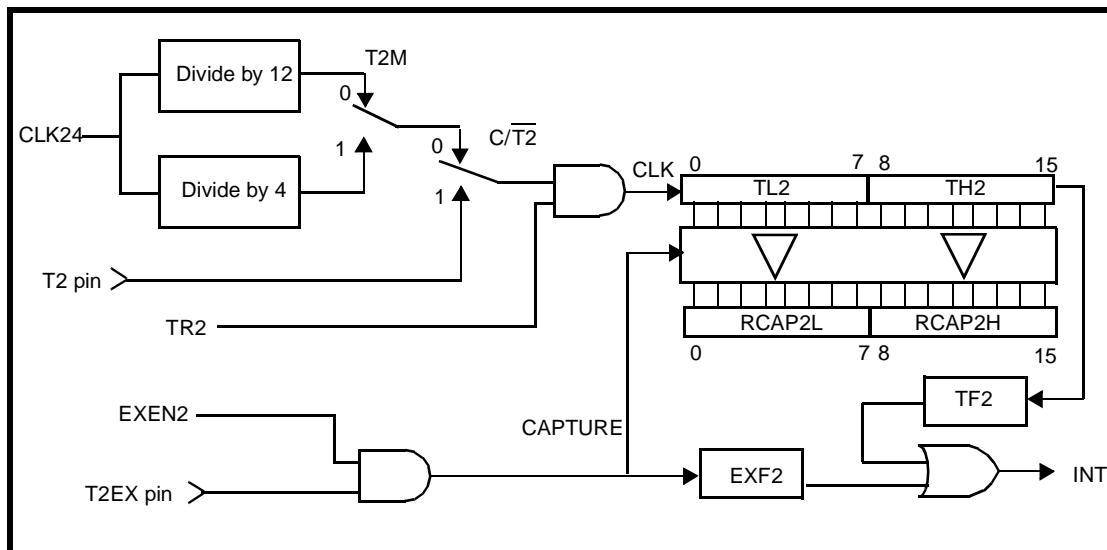 T2M
Divide by 12
0
CLK24
C/T2
1
0
CLK
0 7 8 15
TL2 TH2
Divide by 4
1
T2 pin
TR2
RCAP2L RCAP2H
0 7 8 15
EXEN2
CAPTURE
TF2
T2EX pin
EXF2
INT